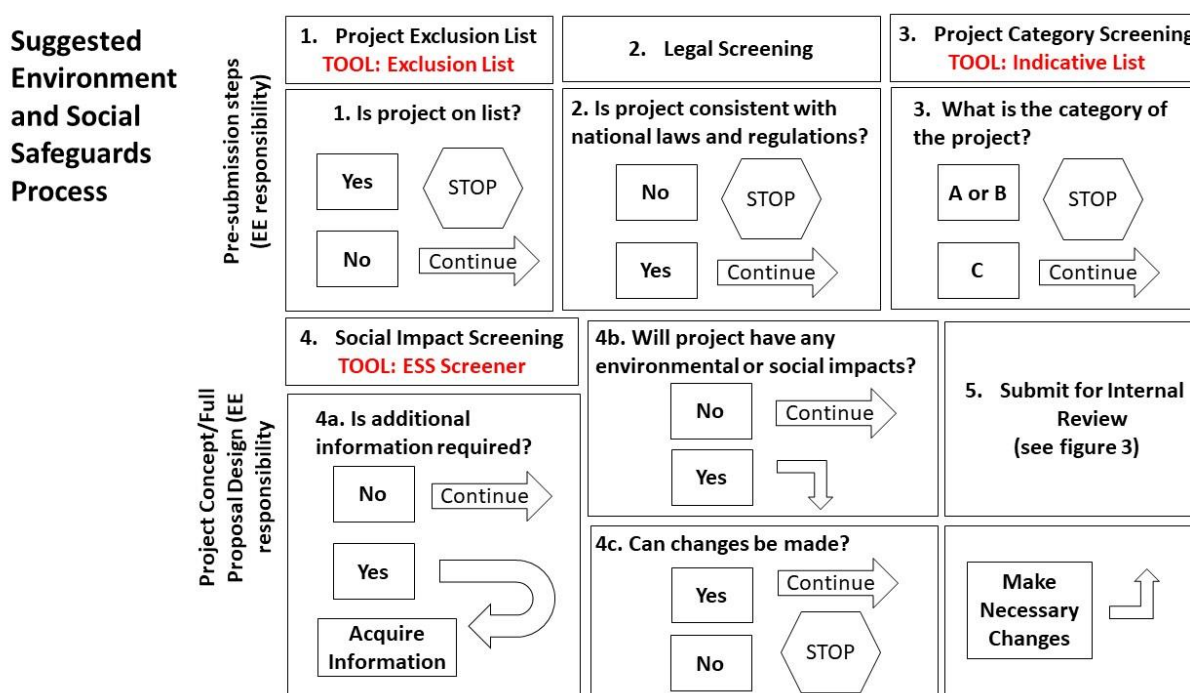 Suggested
Environment
and Social
Safeguards
Process
Pre-submission steps
(EE responsibility)
1. Project Exclusion List
TOOL: Exclusion List
2. Legal Screening
3. Project Category Screening
TOOL: Indicative List
1. Is project on list?
Yes
STOP
No
Continue
2. Is project consistent with
national laws and regulations?
No
STOP
Yes
Continue
3. What is the category of
the project?
A or B
STOP
C
Continue
Project Concept/Full
Proposal Design (EE
responsibility
4. Social Impact Screening
TOOL: ESS Screener
4a. Is additional
information required?
No
Continue
Yes
Acquire
Information
4b. Will project have any
environmental or social impacts?
No
Continue
Yes
4c. Can changes be made?
Yes
Continue
No
STOP
5. Submit for Internal
Review
(see figure 3)
Make
Necessary
Changes